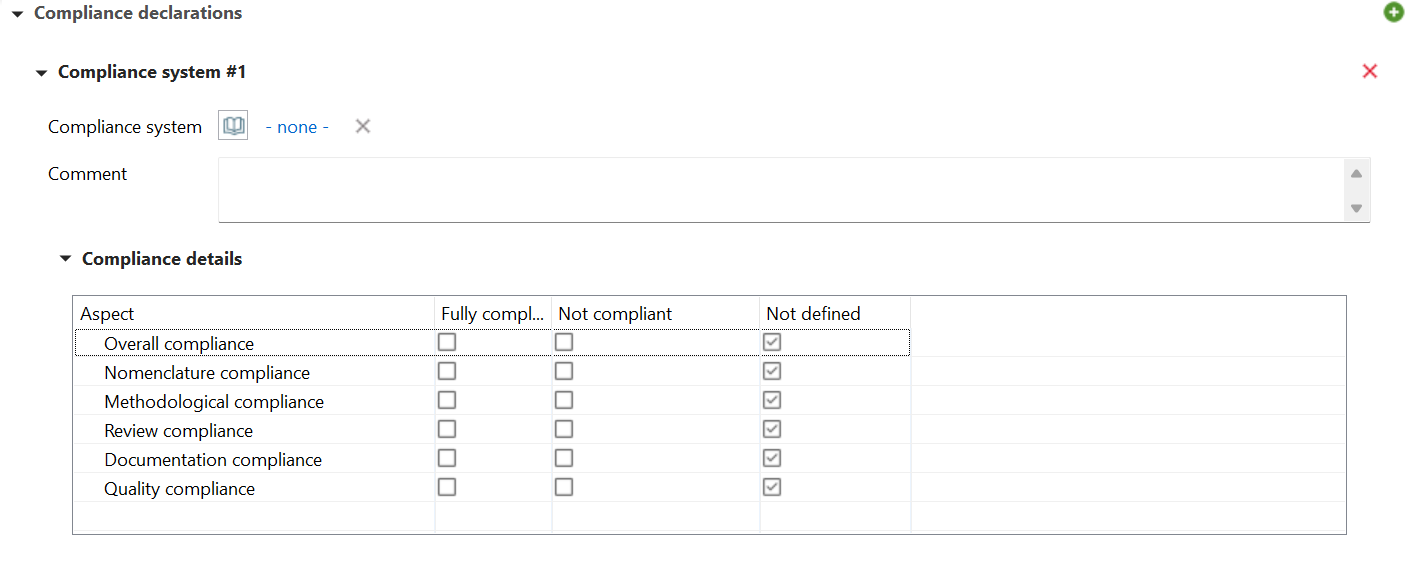 Compliance declarations
Compliance system #1
Compliance system - none -
Comment
Compliance details
Aspect Fully compl... Not compliant Not defined
Overall compliance
Nomenclature compliance
Methodological compliance
Review compliance
Documentation compliance
Quality compliance